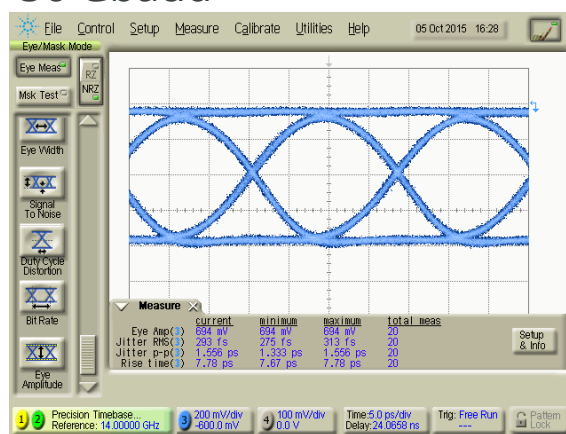 File Control Setup Measure Calibrate Utilities Help 05 Oct 2015 16:28
Eye/Mask Mode
Eye Meas
RZ
NRZ
Msk Test
Eye Width
Signal
To Noise
Duty Cycle
Distortion
Bit Rate
Eye
Amplitude
Measure
current minimum maximum total meas
Eye Amp(3) 694 mV 694 mV 694 mV 20
Jitter RMS(3) 293 fs 275 fs 313 fs 20
Jitter p-p(3) 1.556 ps 1.333 ps 1.556 ps 20
Rise time(3) 7.78 ps 7.67 ps 7.78 ps 20
Setup
& Info
1 2 Precision Timebase...
Reference: 14.00000 GHz
3 200 mV/div
-600.0 mV
4 100 mV/div
0.0 V
Time:5.0 ps/div
Delay:24.0658 ns
Trig: Free Run
---
Pattern
Lock